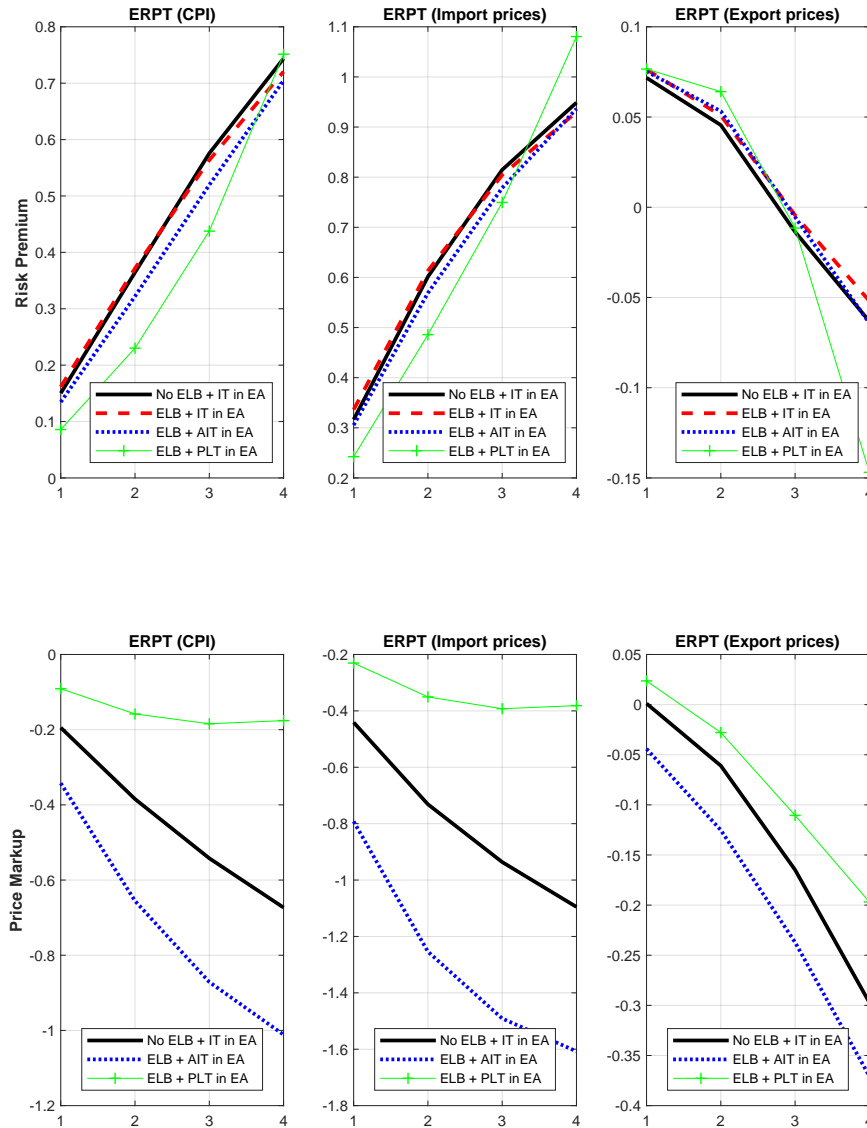 ERPT (CPI)
Risk Premium
0.8
0.7
0.6
0.5
0.4
0.3
0.2
0.1
0
1
2
3
4
No ELB + IT in EA
ELB + IT in EA
ELB + AIT in EA
ELB + PLT in EA
ERPT (Import prices)
1.1
1
0.9
0.8
0.7
0.6
0.5
0.4
0.3
0.2
1
2
3
4
No ELB + IT in EA
ELB + IT in EA
ELB + AIT in EA
ELB + PLT in EA
ERPT (Export prices)
0.1
0.05
0
-0.05
-0.1
-0.15
1
2
3
4
No ELB + IT in EA
ELB + IT in EA
ELB + AIT in EA
ELB + PLT in EA
ERPT (CPI)
Price Markup
0
-0.2
-0.4
-0.6
-0.8
-1
-1.2
1
2
3
4
No ELB + IT in EA
ELB + AIT in EA
ELB + PLT in EA
ERPT (Import prices)
-0.2
-0.4
-0.6
-0.8
-1
-1.2
-1.4
-1.6
-1.8
1
2
3
4
No ELB + IT in EA
ELB + AIT in EA
ELB + PLT in EA
ERPT (Export prices)
0.05
0
-0.05
-0.1
-0.15
-0.2
-0.25
-0.3
-0.35
-0.4
1
2
3
4
No ELB + IT in EA
ELB + AIT in EA
ELB + PLT in EA